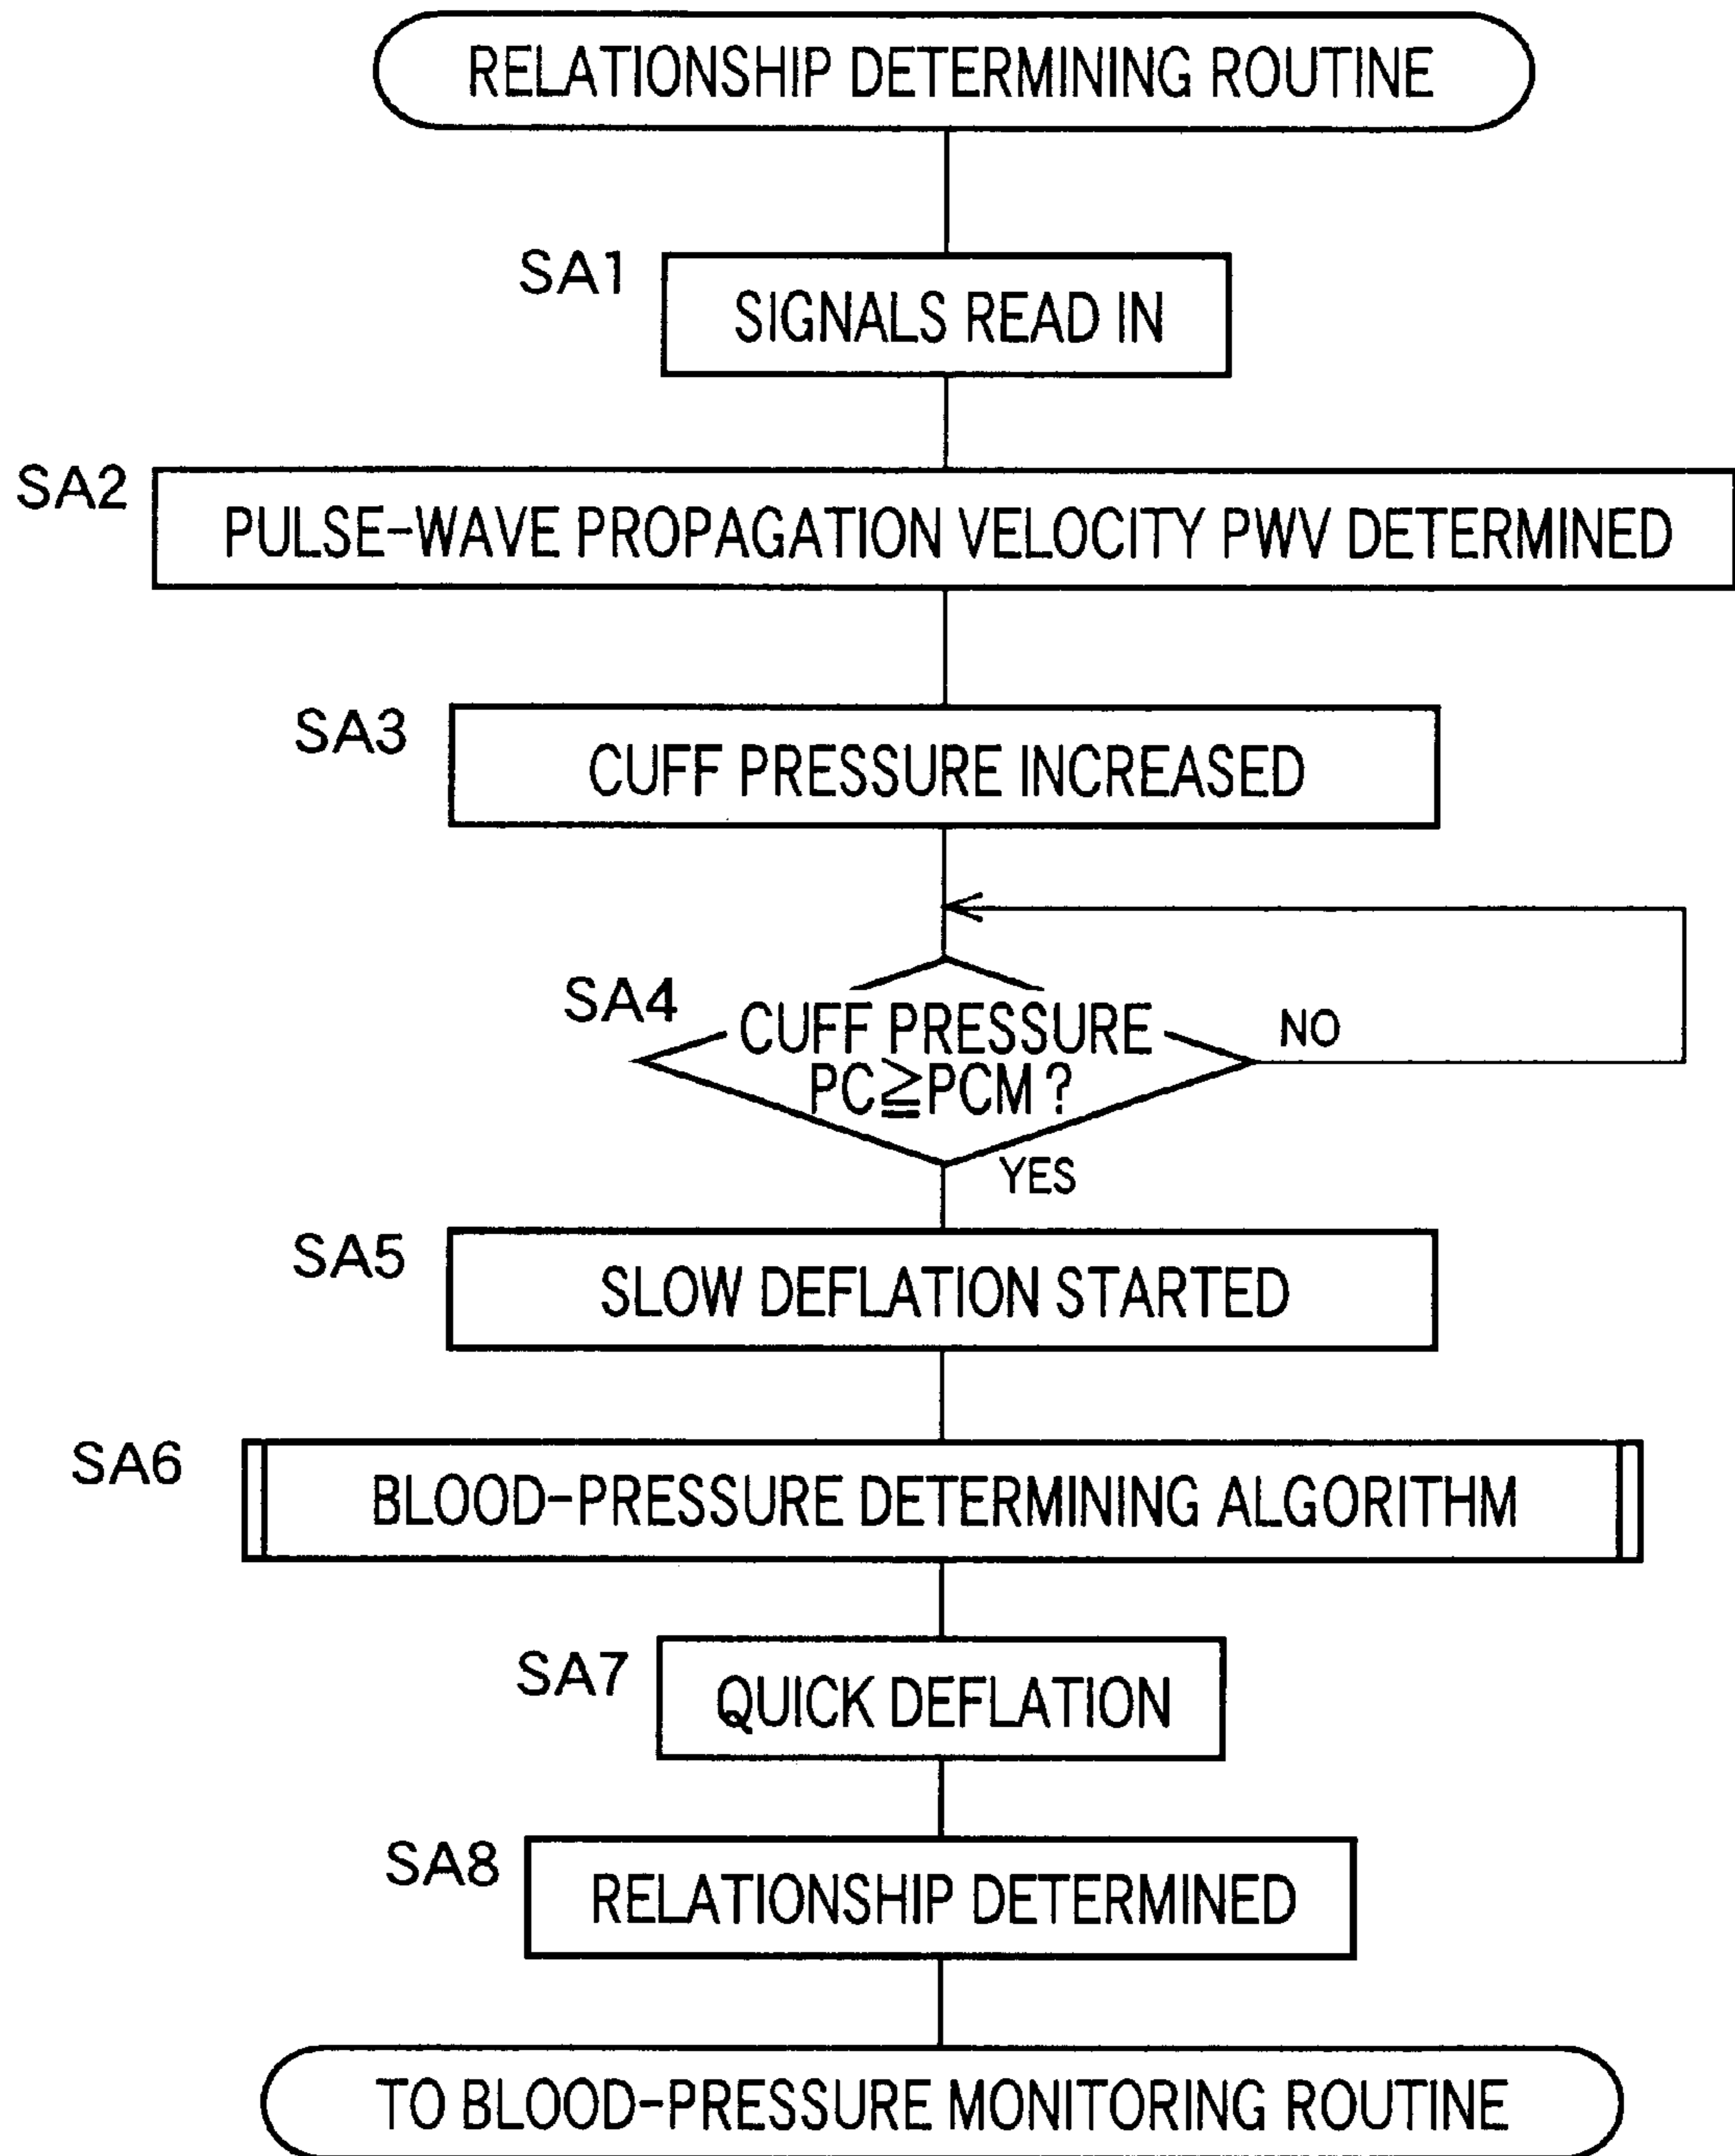 RELATIONSHIP DETERMINING ROUTINE
SA1
SIGNALS READ IN
SA2
PULSE-WAVE PROPAGATION VELOCITY PWV DETERMINED
SA3
CUFF PRESSURE INCREASED
SA4
CUFF PRESSURE
PC≧PCM?
NO
YES
SA5
SLOW DEFLATION STARTED
SA6
BLOOD-PRESSURE DETERMINING ALGORITHM
SA7
QUICK DEFLATION
SA8
RELATIONSHIP DETERMINED
TO BLOOD-PRESSURE MONITORING ROUTINE